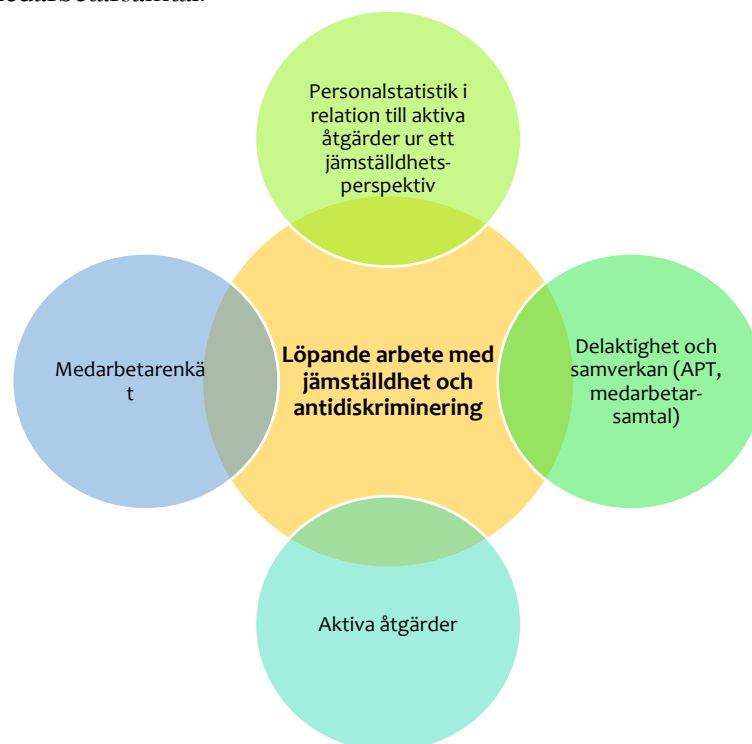 Personalstatistik i
relation till aktiva
åtgärder ur ett
jämställdhets-
perspektiv
Medarbetarenkä
t
Löpande arbete med
jämställdhet och
antidiskriminering
Delaktighet och
samverkan (APT,
medarbetar-
samtal)
Aktiva åtgärder